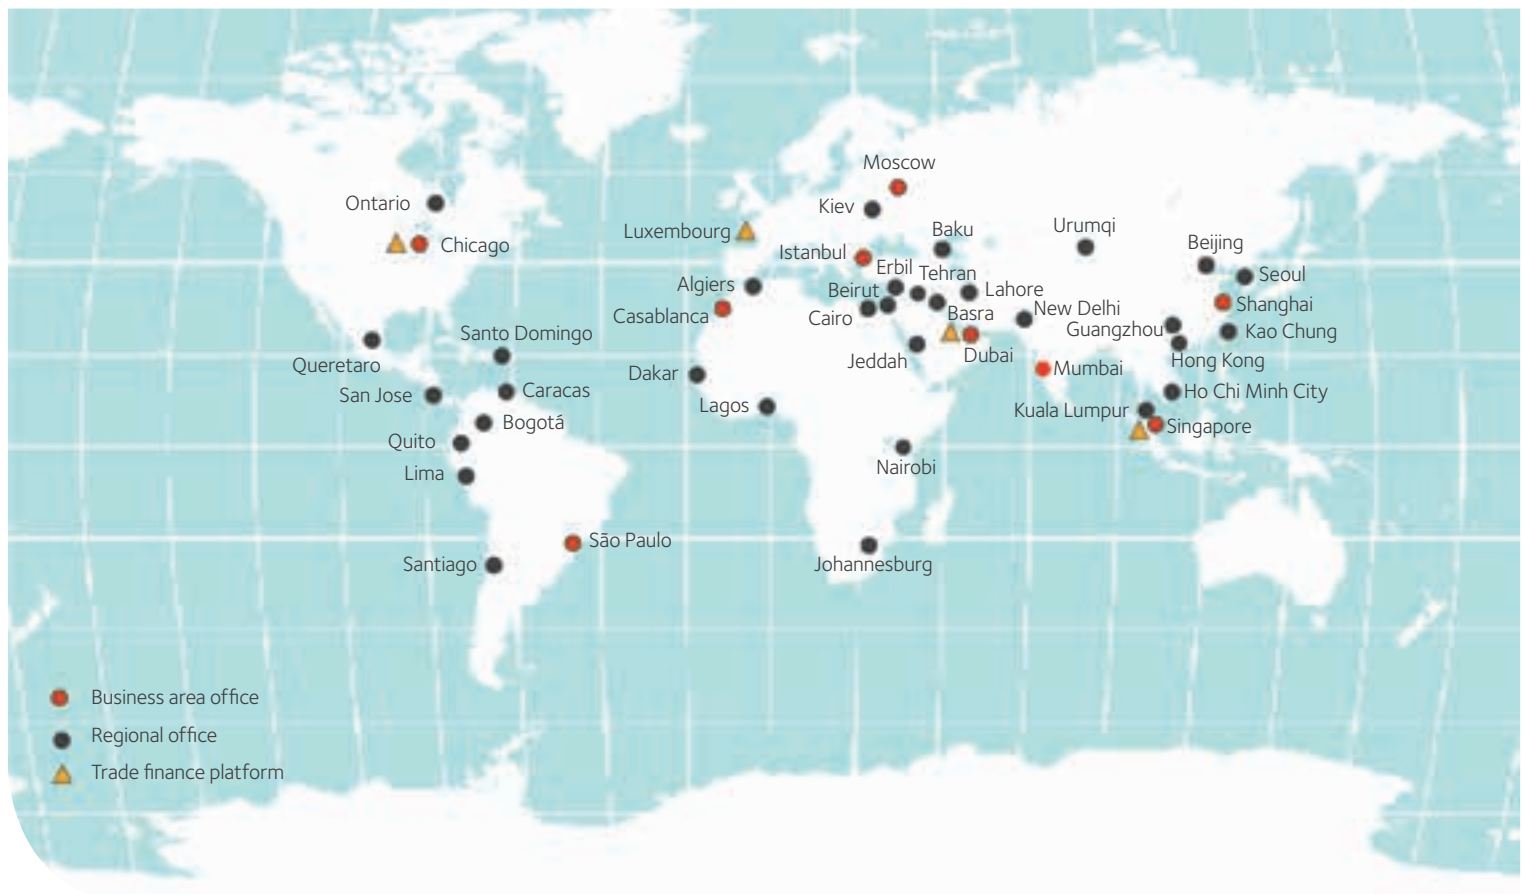 Moscow
Ontario
Kiev
Luxembourg
Baku
Urumqi
Chicago
Istanbul
Beijing
Erbil
Tehran
Seoul
Algiers
Beirut
Lahore
Casablanca
Cairo
Basra
New Delhi
Shanghai
Guangzhou
Kao Chung
Santo Domingo
Queretaro
Jeddah
Dubai
Hong Kong
Mumbai
Dakar
San Jose
Caracas
Ho Chi Minh City
Lagos
Kuala Lumpur
Bogotá
Singapore
Quito
Nairobi
Lima
São Paulo
Santiago
Johannesburg
Business area office
Regional office
Trade finance platform